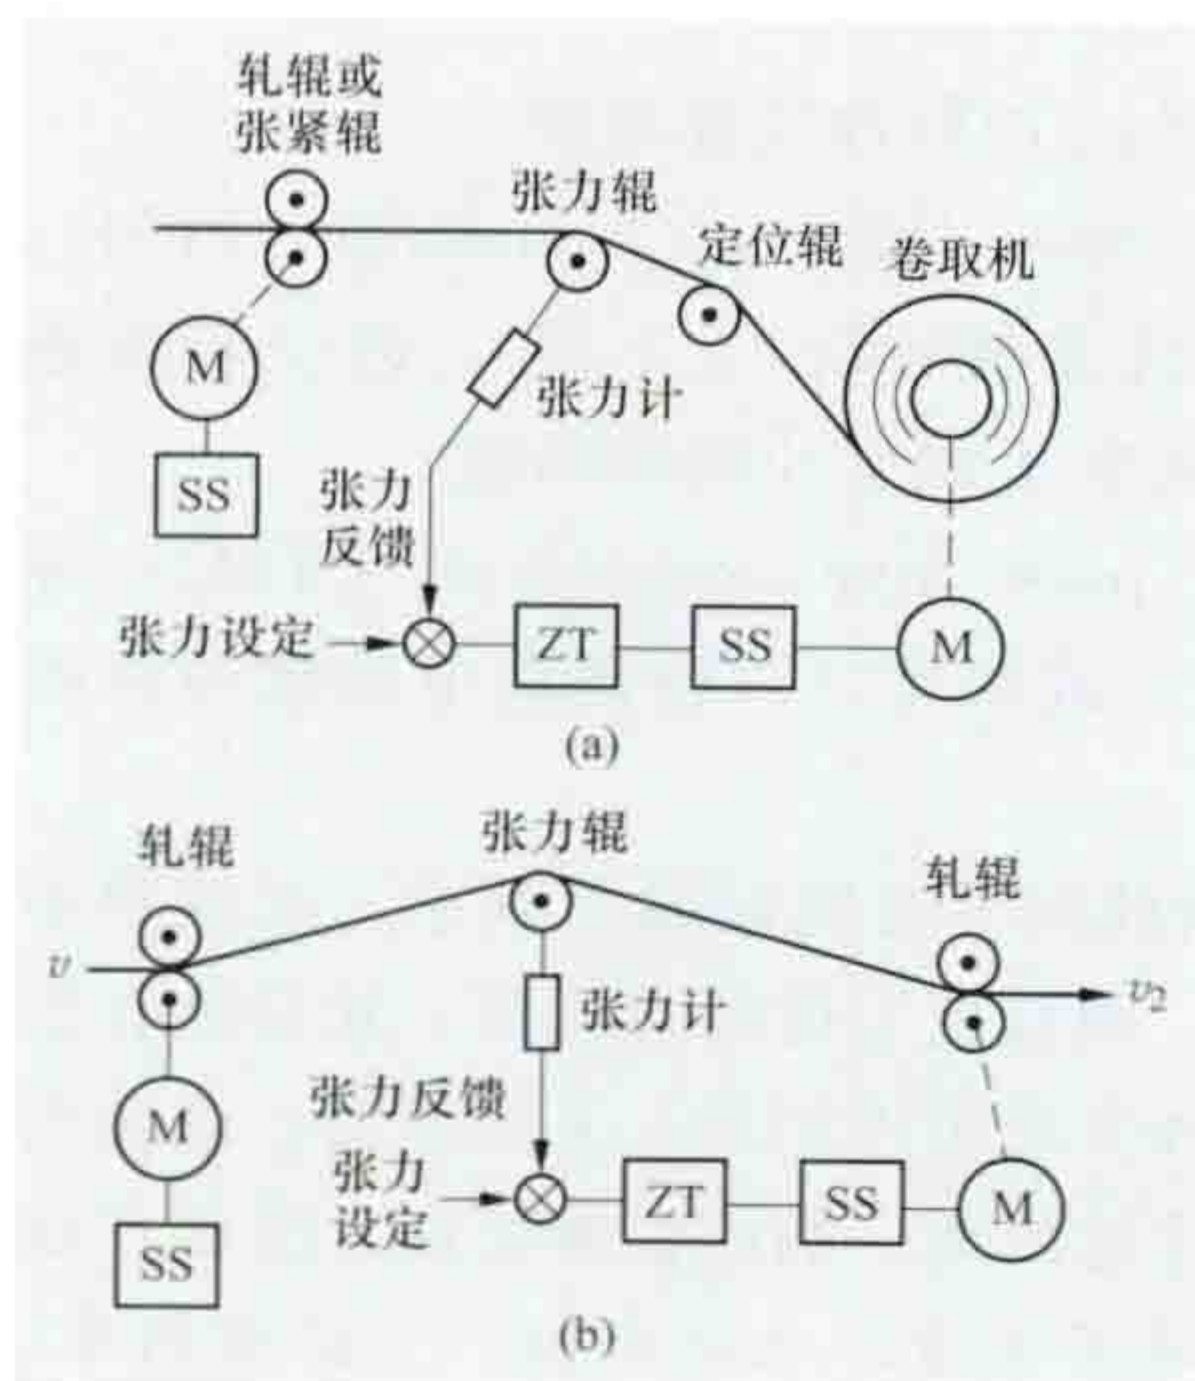 轧辊或
张紧辊
张力辊
定位辊
卷取机
M
张力计
SS
张力
反馈
张力设定
ZT
SS
M
(a)
轧辊
张力辊
轧辊
v
张力计
v₂
张力反馈
M
张力
设定
ZT
SS
M
SS
(b)